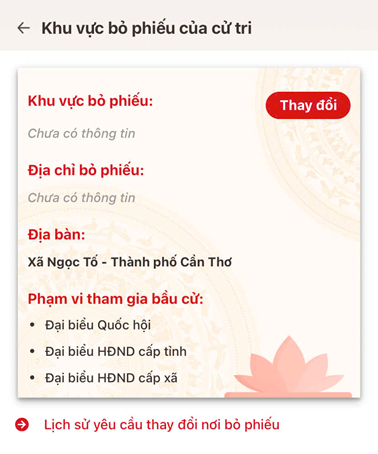 Khu vực bỏ phiếu của cử tri
Khu vực bỏ phiếu:
Thay đổi
Chưa có thông tin
Địa chỉ bỏ phiếu:
Chưa có thông tin
Địa bàn:
Xã Ngọc Tố - Thành phố Cần Thơ
Phạm vi tham gia bầu cử:
• Đại biểu Quốc hội
• Đại biểu HĐND cấp tỉnh
• Đại biểu HĐND cấp xã
Lịch sử yêu cầu thay đổi nơi bỏ phiếu